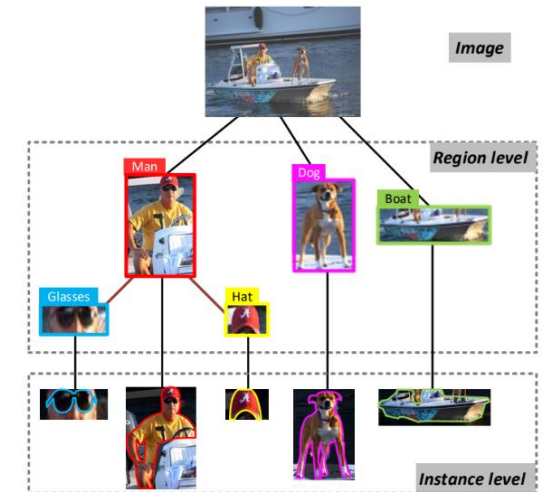 Image
Region level
Man
Dog
Boat
Glasses
Hat
A
A
A
A
Instance level